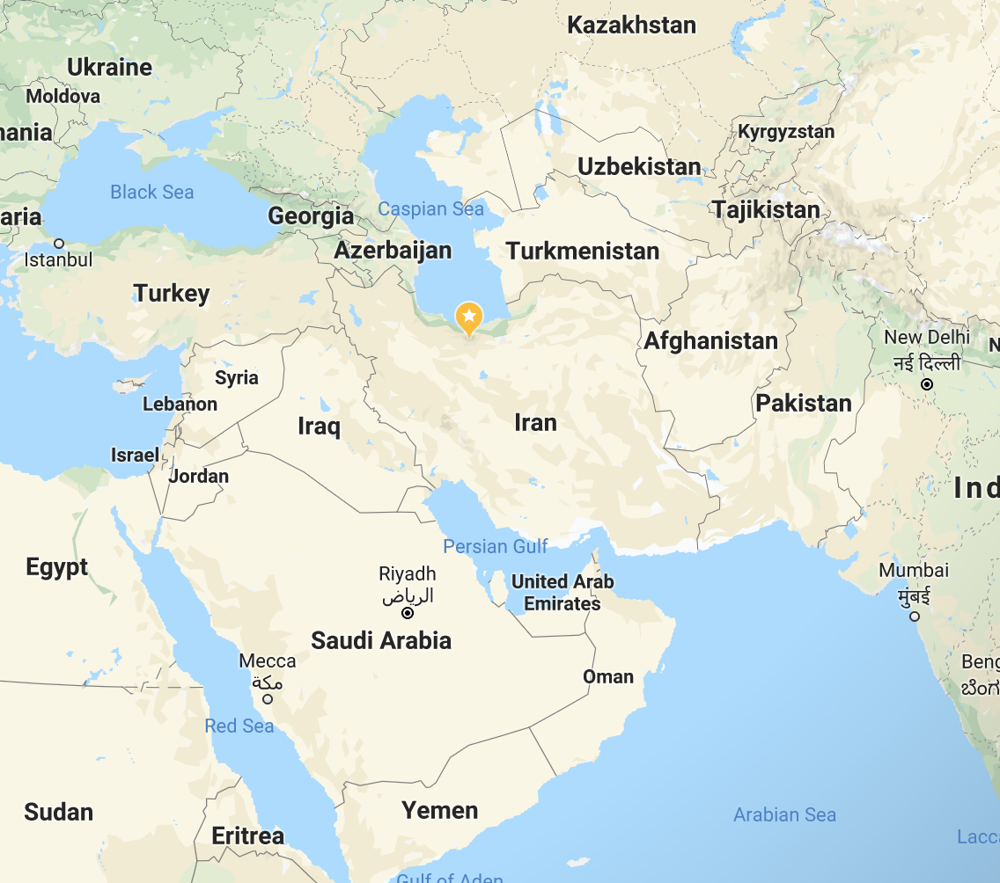 Kazakhstan
Ukraine
Moldova
nania
Kyrgyzstan
Uzbekistan
Black Sea
Caspian Sea
Tajikistan
aria
Georgia
Azerbaijan
Turkmenistan
Istanbul
Turkey
Afghanistan
New Delhi
नई दिल्ली
N
Syria
Lebanon
Pakistan
Iran
Iraq
Israel
Jordan
Ind
Persian Gulf
Egypt
Riyadh
الرياض
United Arab
Emirates
Mumbai
मुंबई
Saudi Arabia
Mecca
مكة
Oman
Beng
ಬೆಂಗ
Red Sea
Sudan
Yemen
Arabian Sea
Eritrea
Lacca
Gulf of Aden